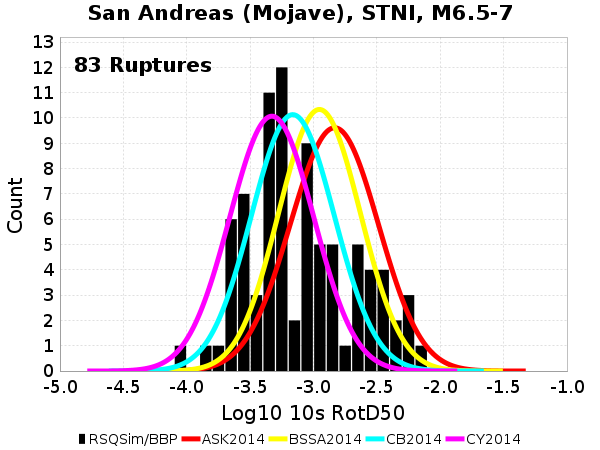 San Andreas (Mojave), STNI, M6.5-7
83 Ruptures
Count
13
12
11
10
9
8
7
6
5
4
3
2
1
0
-5.0 -4.5 -4.0 -3.5 -3.0 -2.5 -2.0 -1.5 -1.0
Log10 10s RotD50
RSQSim/BBP ASK2014 BSSA2014 CB2014 CY2014